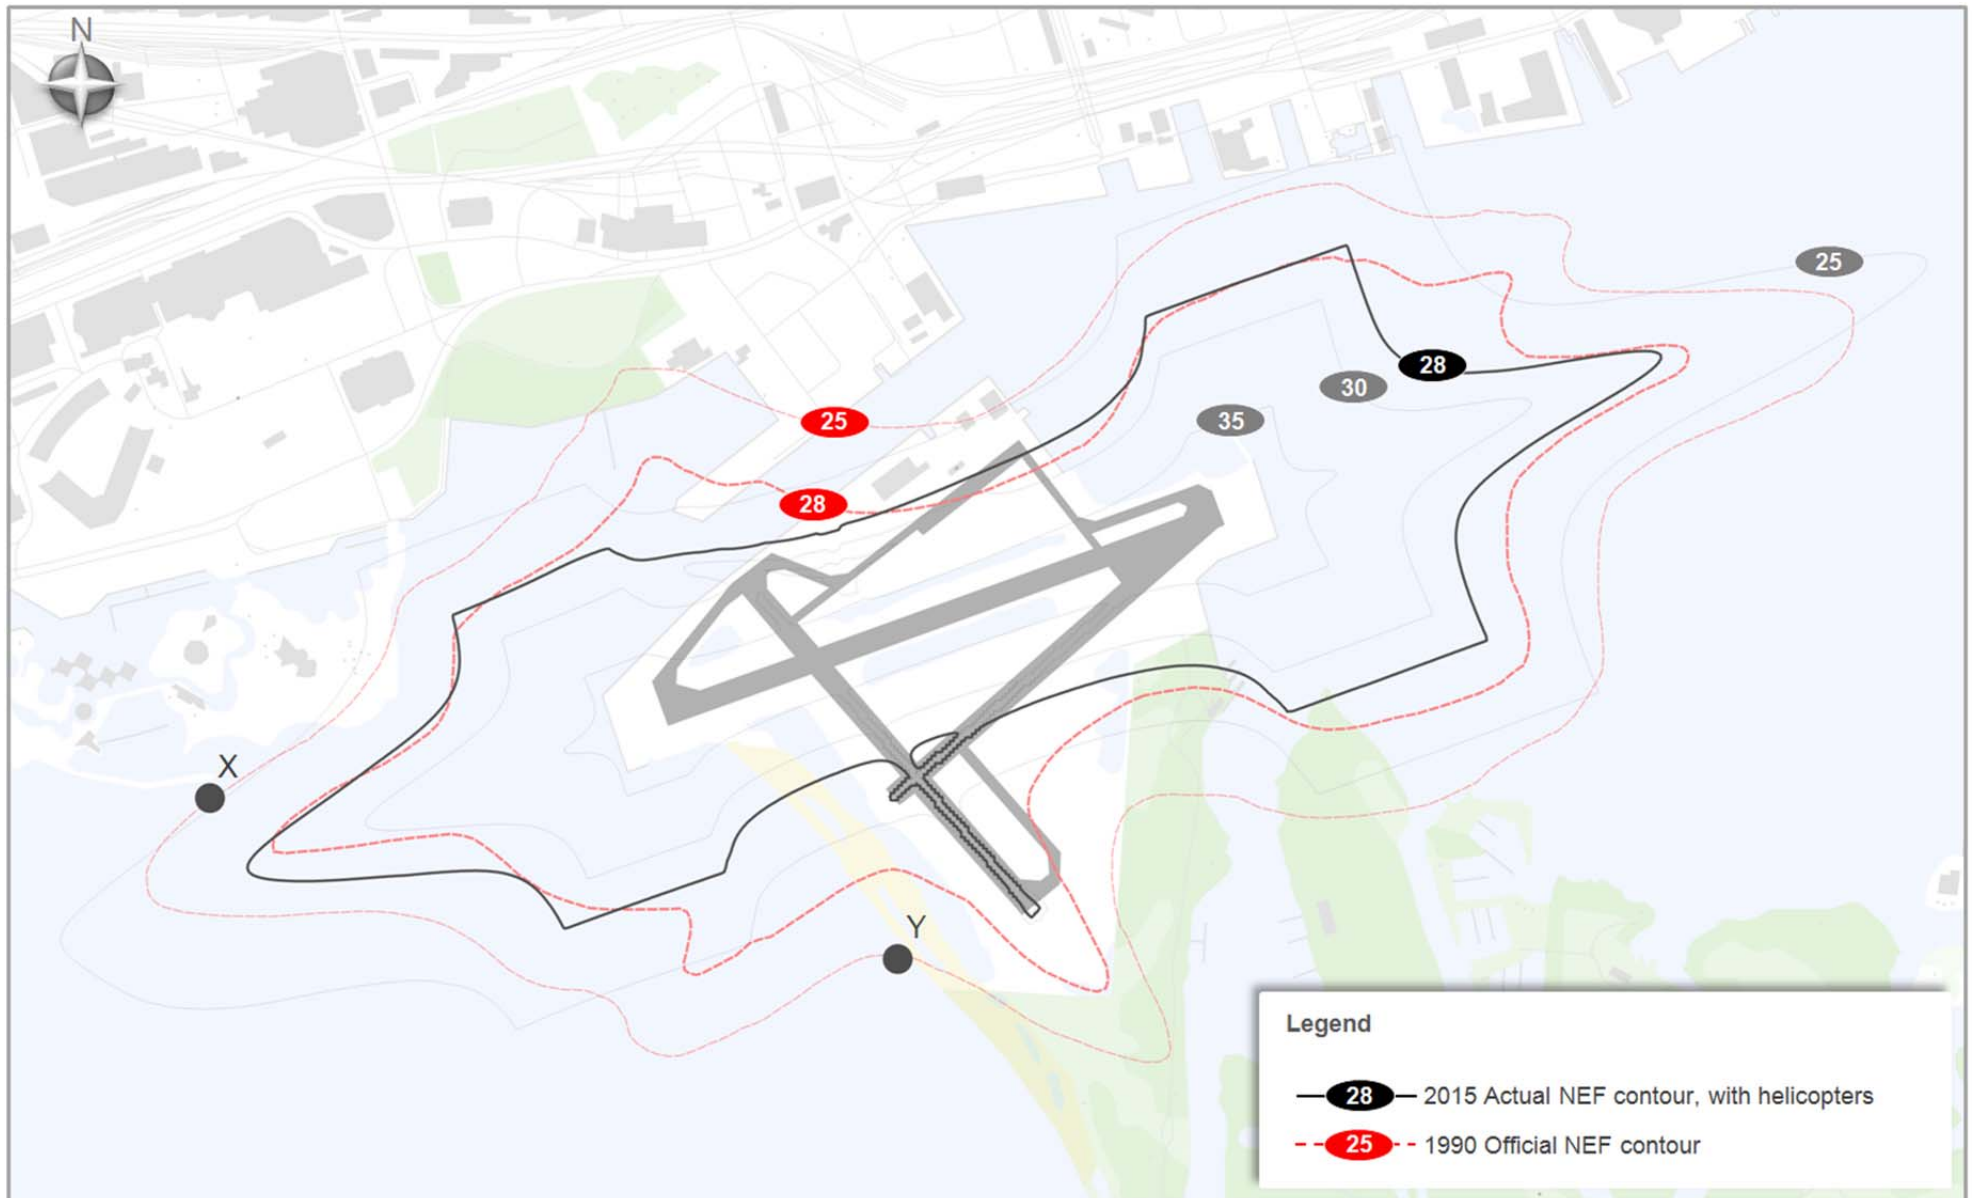 N
25
28
30
35
25
28
X
Y
Legend
28 2015 Actual NEF contour, with helicopters
25 1990 Official NEF contour